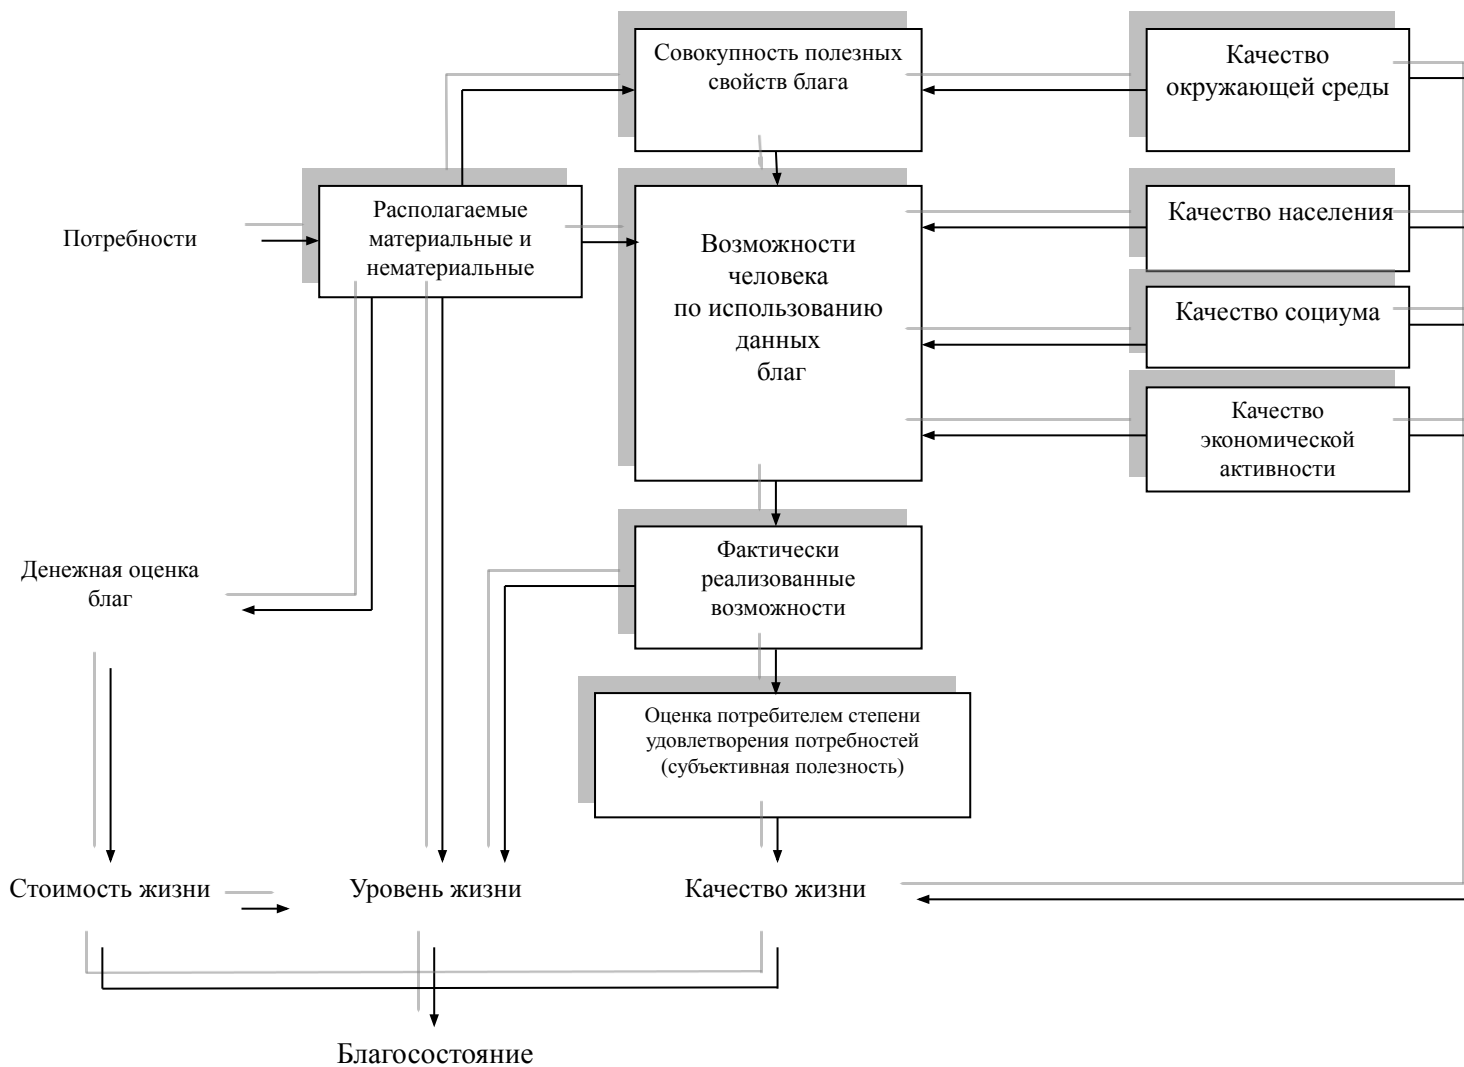 Совокупность полезных
свойств блага
Качество
окружающей среды
Потребности
Располагаемые
материальные и
нематериальные
Возможности
человека
по использованию
данных
благ
Качество населения
Качество социума
Качество
экономической
активности
Денежная оценка
благ
Фактически
реализованные
возможности
Оценка потребителем степени
удовлетворения потребностей
(субъективная полезность)
Стоимость жизни
Уровень жизни
Качество жизни
Благосостояние